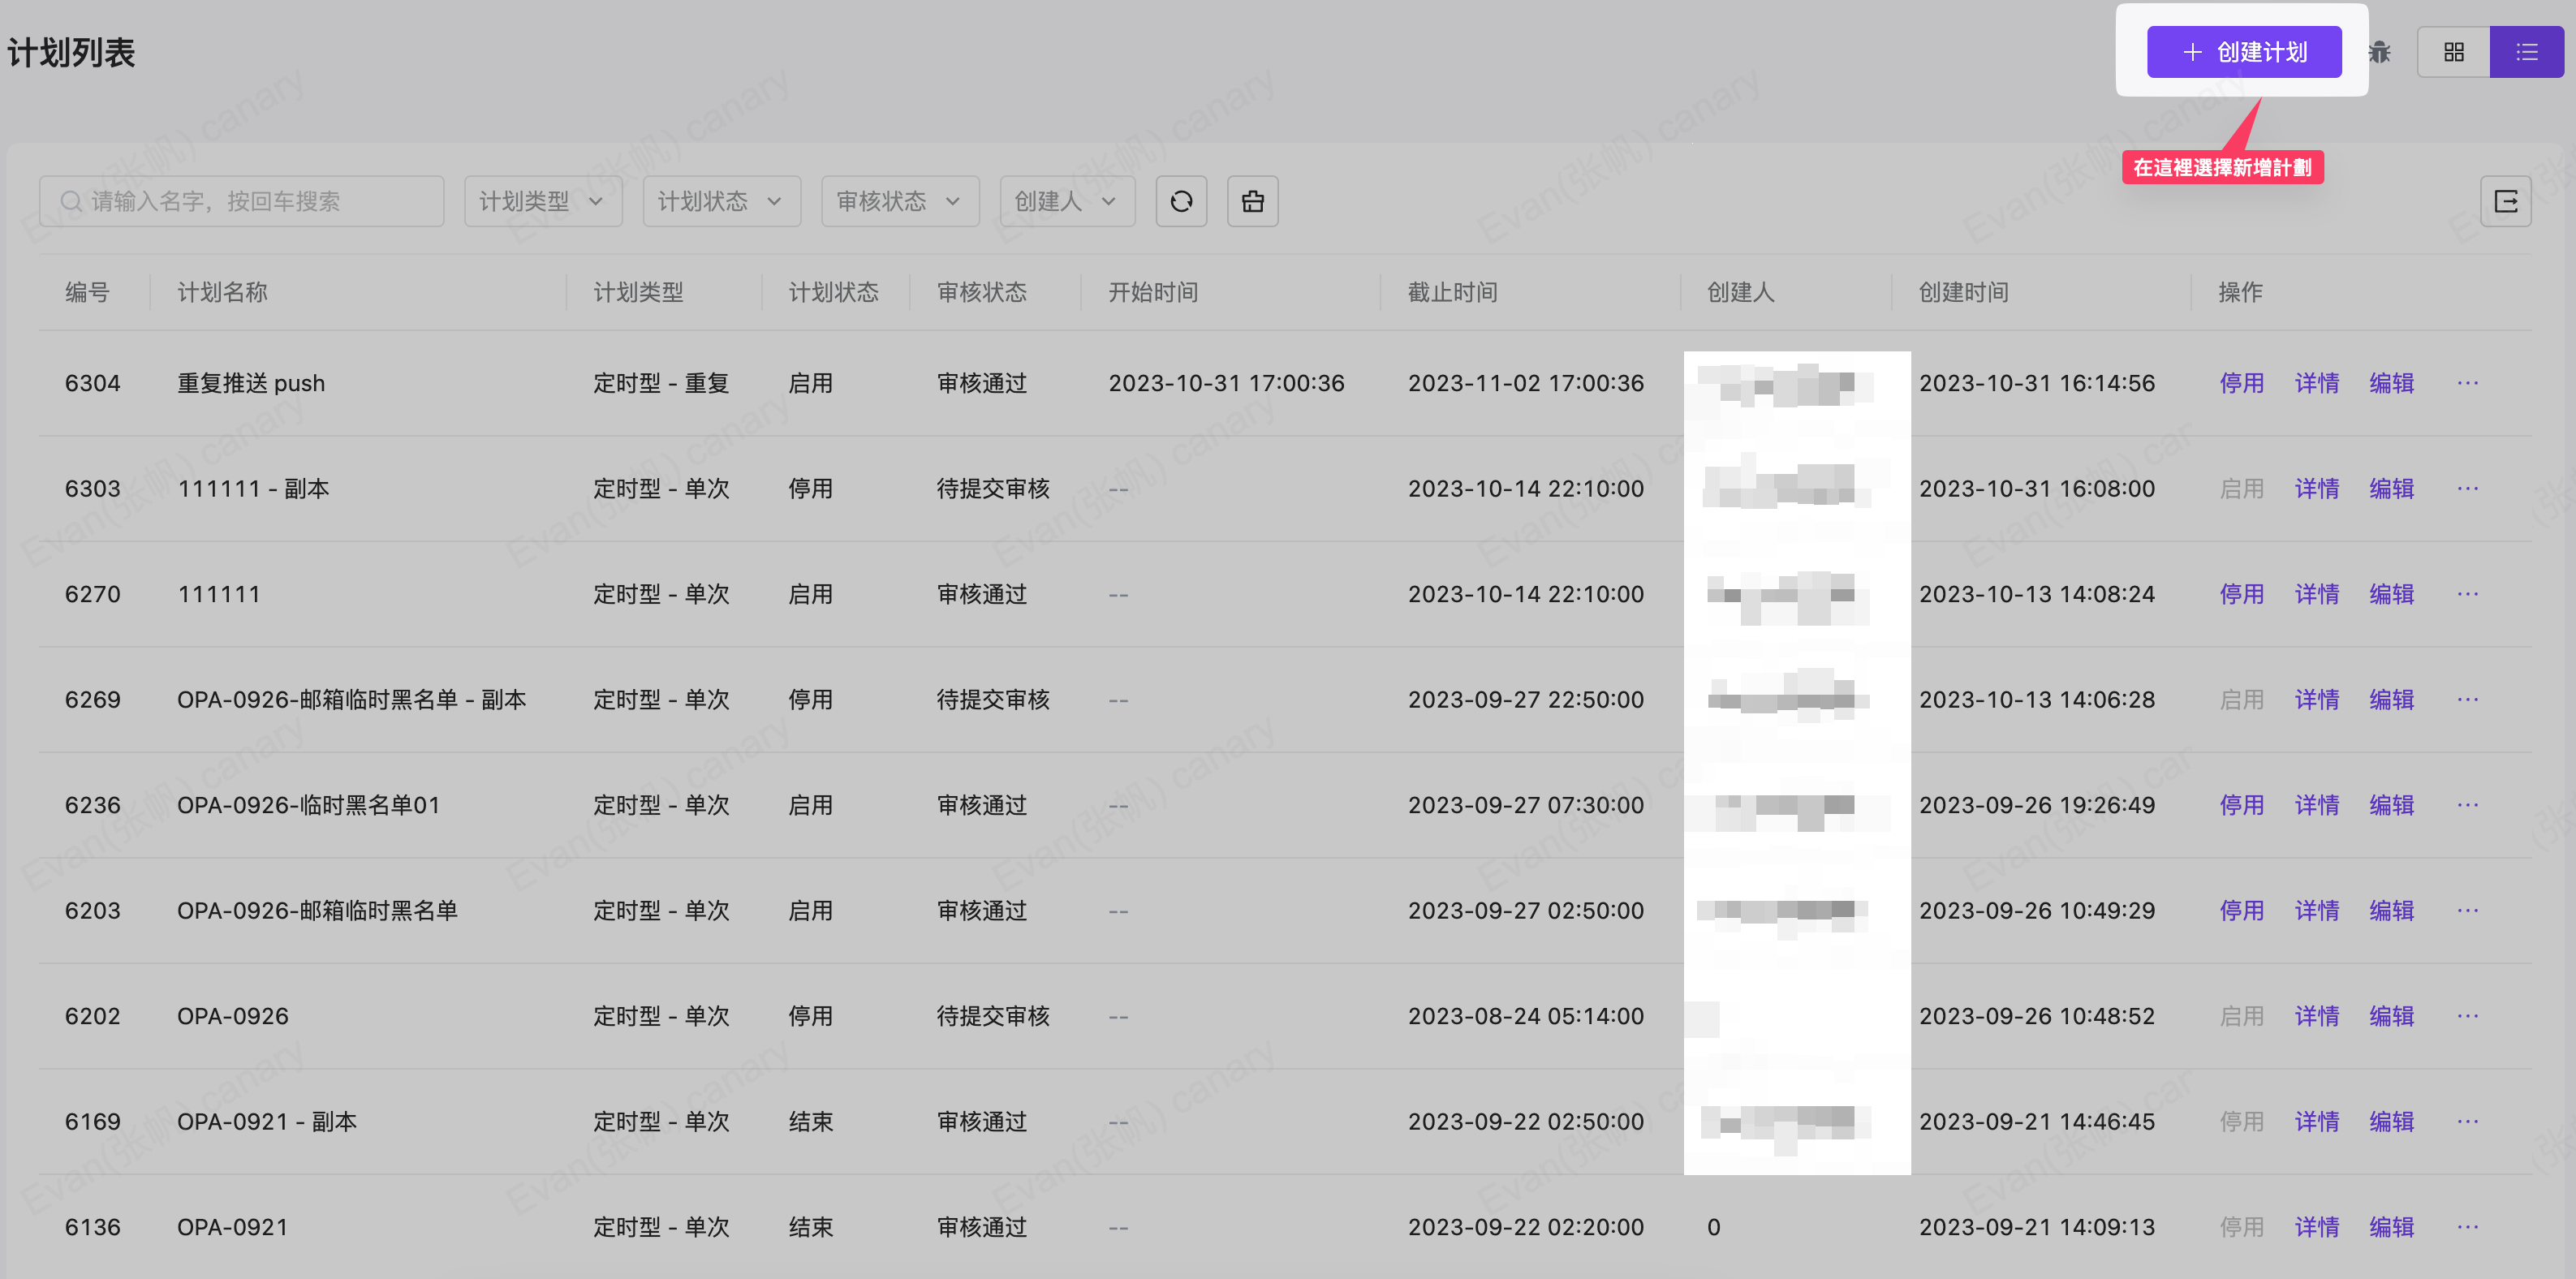 计划列表
创建计划
在這裡選擇新增計劃
请输入名字，按回车搜索 计划类型 计划状态 审核状态 创建人
编号 计划名称 计划类型 计划状态 审核状态 开始时间 截止时间 创建人 创建时间 操作
6304 重复推送 push 定时型 - 重复 启用 审核通过 2023-10-31 17:00:36 2023-11-02 17:00:36 2023-10-31 16:14:56 停用 详情 编辑 ···
6303 111111 - 副本 定时型 - 单次 停用 待提交审核 -- 2023-10-14 22:10:00 2023-10-31 16:08:00 启用 详情 编辑 ···
6270 111111 定时型 - 单次 启用 审核通过 -- 2023-10-14 22:10:00 2023-10-13 14:08:24 停用 详情 编辑 ···
6269 OPA-0926-邮箱临时黑名单 - 副本 定时型 - 单次 停用 待提交审核 -- 2023-09-27 22:50:00 2023-10-13 14:06:28 启用 详情 编辑 ···
6236 OPA-0926-临时黑名单01 定时型 - 单次 启用 审核通过 -- 2023-09-27 07:30:00 2023-09-26 19:26:49 停用 详情 编辑 ···
6203 OPA-0926-邮箱临时黑名单 定时型 - 单次 启用 审核通过 -- 2023-09-27 02:50:00 2023-09-26 10:49:29 停用 详情 编辑 ···
6202 OPA-0926 定时型 - 单次 停用 待提交审核 -- 2023-08-24 05:14:00 2023-09-26 10:48:52 启用 详情 编辑 ···
6169 OPA-0921 - 副本 定时型 - 单次 结束 审核通过 -- 2023-09-22 02:50:00 2023-09-21 14:46:45 停用 详情 编辑 ···
6136 OPA-0921 定时型 - 单次 结束 审核通过 -- 2023-09-22 02:20:00 0 2023-09-21 14:09:13 停用 详情 编辑 ···
Evan(张帆) canary